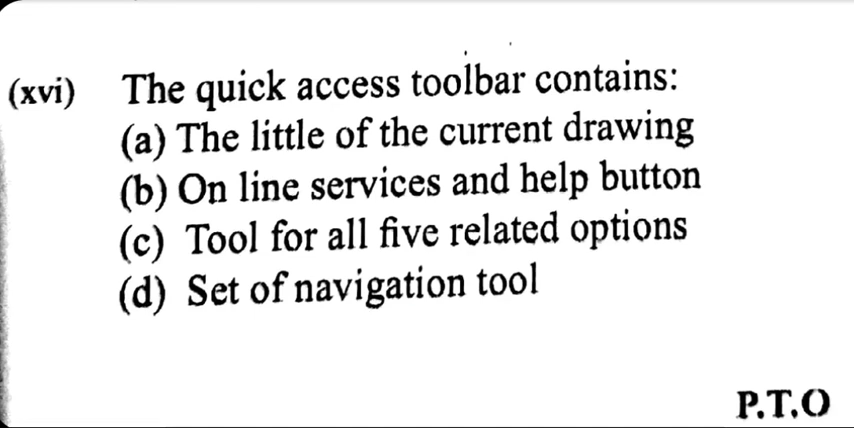 (xvi) The quick access toolbar contains:
(a) The little of the current drawing
(b) On line services and help button
(c) Tool for all five related options
(d) Set of navigation tool
P.T.O